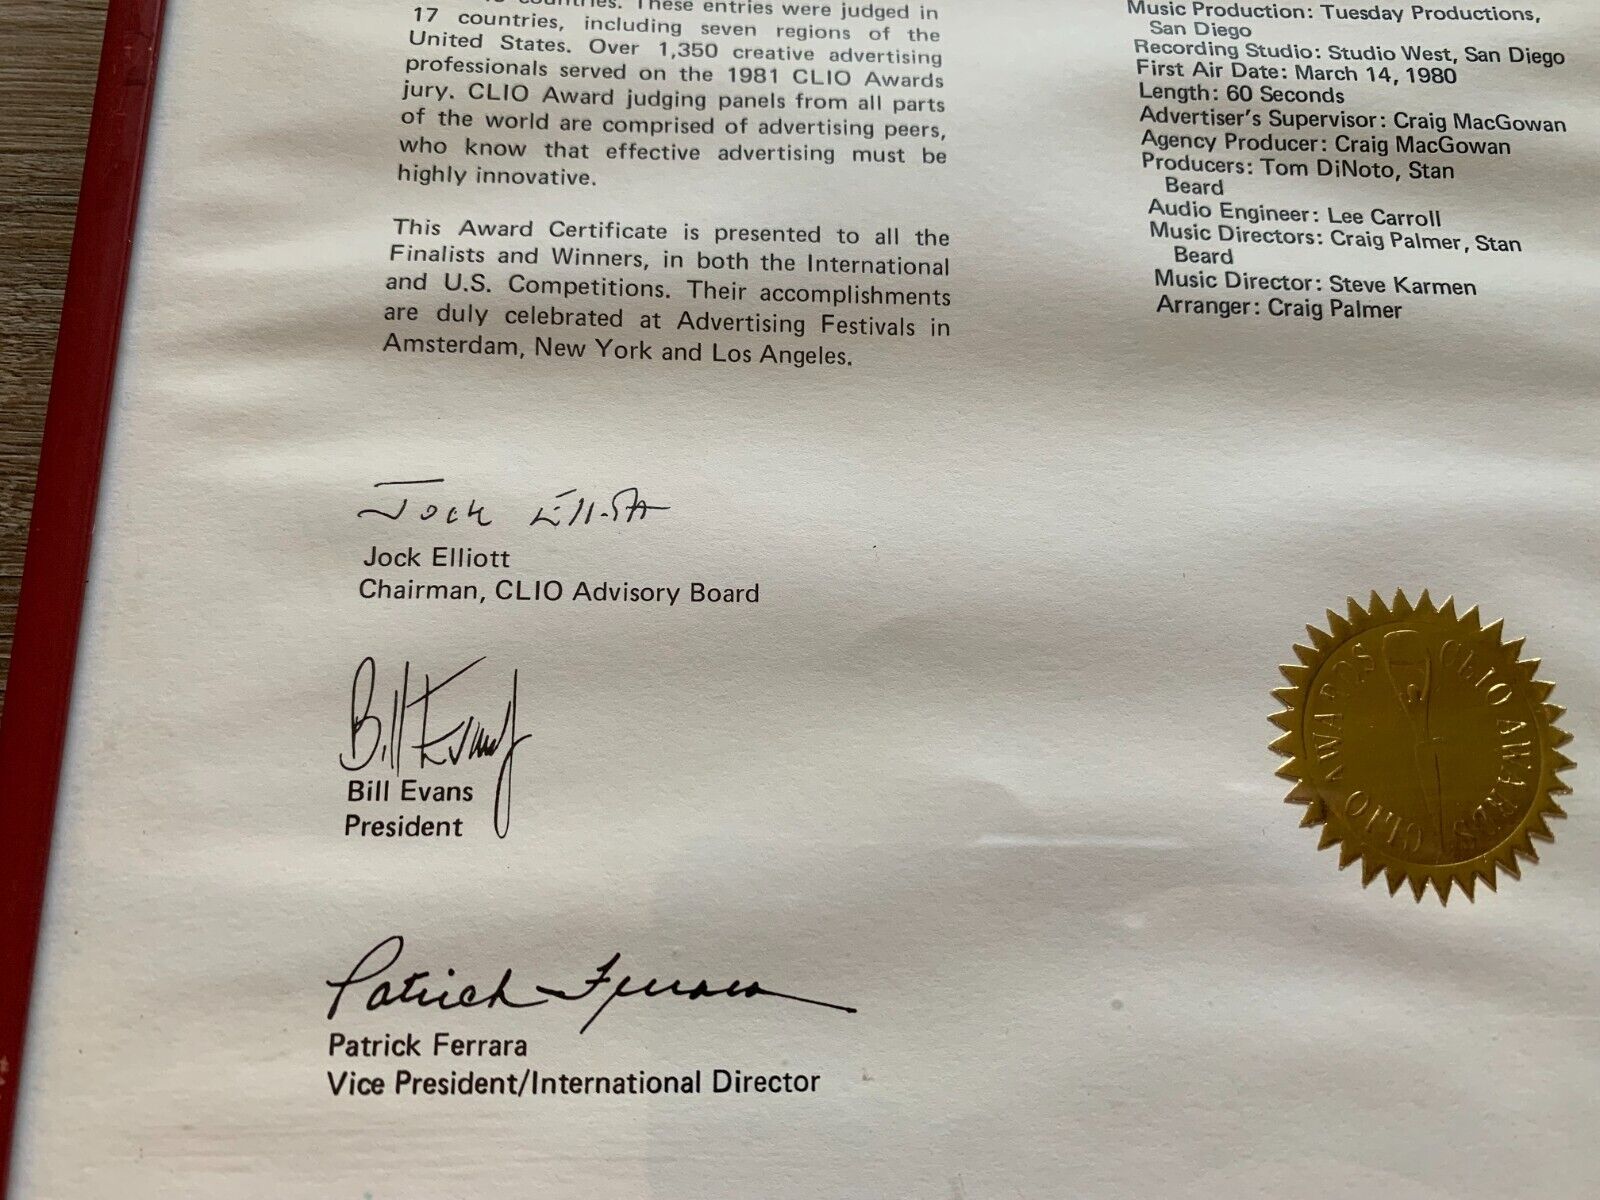 countries. These entries were judged in
17 countries, including seven regions of the
United States. Over 1,350 creative advertising
professionals served on the 1981 CLIO Awards
jury. CLIO Award judging panels from all parts
of the world are comprised of advertising peers,
who know that effective advertising must be
highly innovative.
This Award Certificate is presented to all the
Finalists and Winners, in both the International
and U.S. Competitions. Their accomplishments
are duly celebrated at Advertising Festivals in
Amsterdam, New York and Los Angeles.
Music Production: Tuesday Productions,
San Diego
Recording Studio: Studio West, San Diego
First Air Date: March 14, 1980
Length: 60 Seconds
Advertiser's Supervisor: Craig MacGowan
Agency Producer: Craig MacGowan
Producers: Tom DiNoto, Stan
Beard
Audio Engineer: Lee Carroll
Music Directors: Craig Palmer, Stan
Beard
Music Director: Steve Karmen
Arranger: Craig Palmer
Jock Elliott
Jock Elliott
Chairman, CLIO Advisory Board
Bill Evans
Bill Evans
President
Patrick Ferrara
Patrick Ferrara
Vice President/International Director
CLIO AWARDS CLIO AWARDS